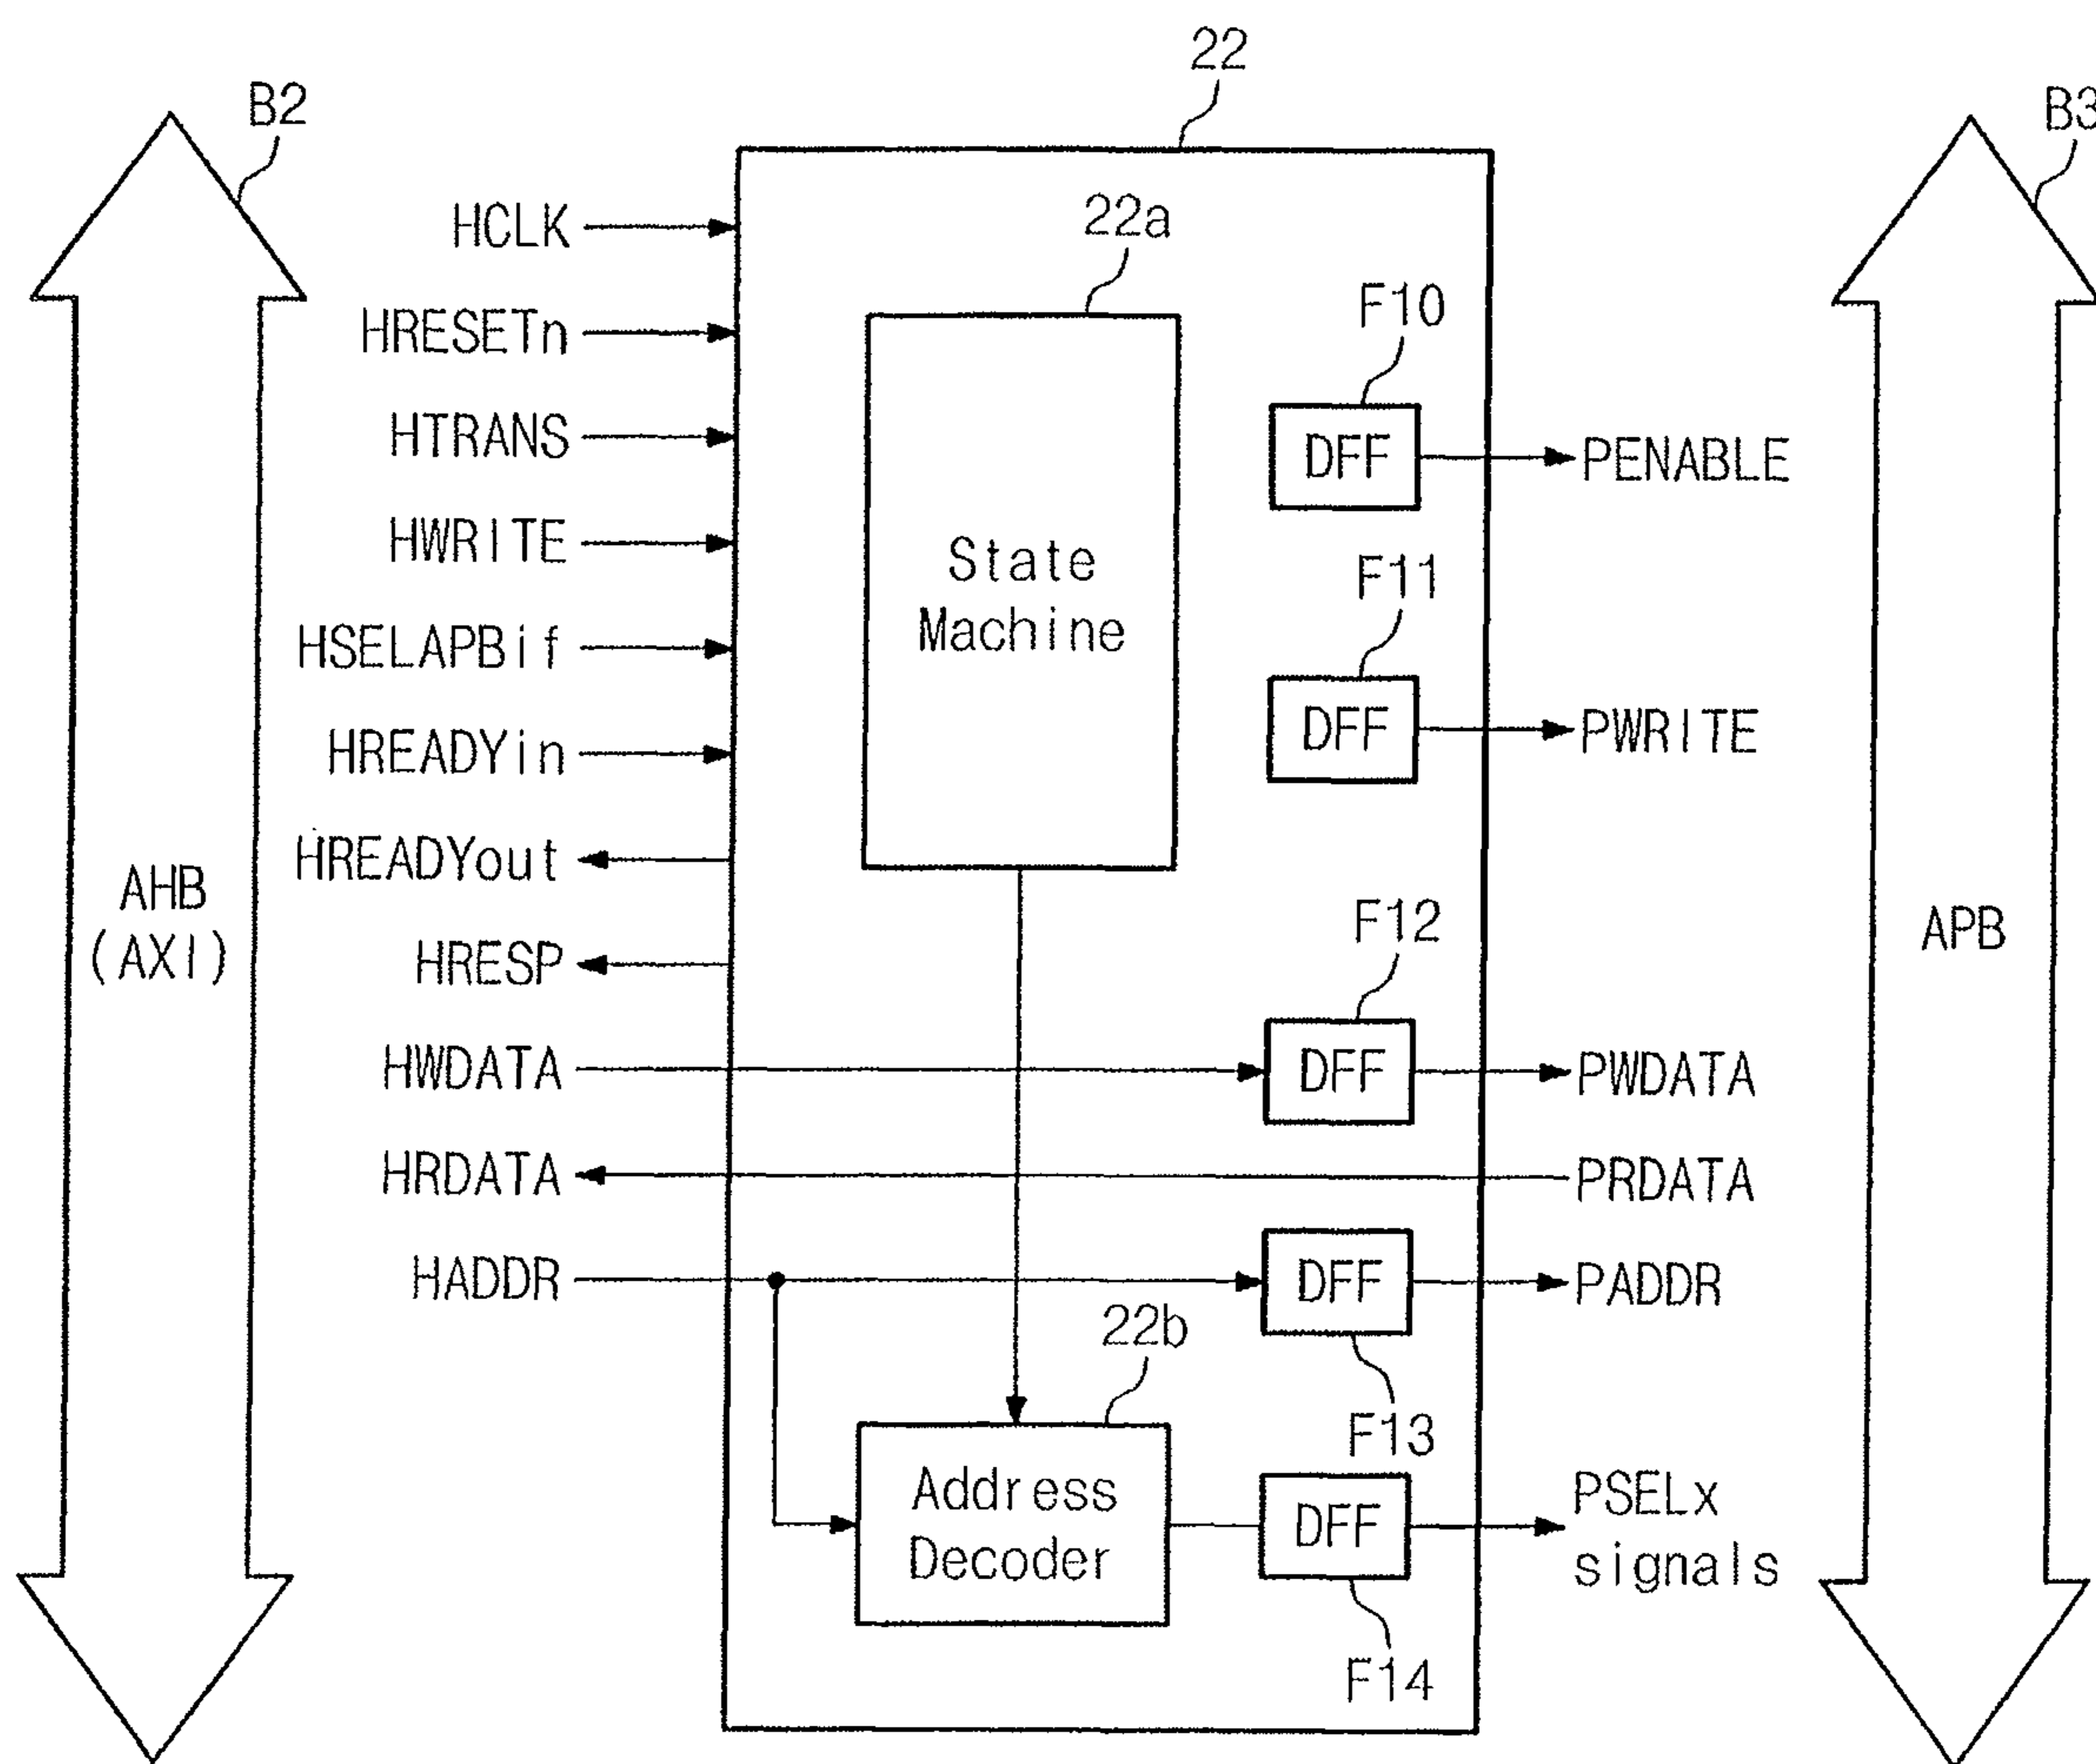 22
B2
B3
HCLK
22a
HRESETn
F10
HTRANS
DFF
PENABLE
HWRITE
State
Machine
F11
HSELAPBif
DFF
PWRITE
HREADYin
HREADYout
AHB
(AXI)
APB
F12
HRESP
HWDATA
DFF
PWDATA
HRDATA
PRDATA
HADDR
DFF
PADDR
22b
F13
Address
Decoder
DFF
PSELx
signals
F14